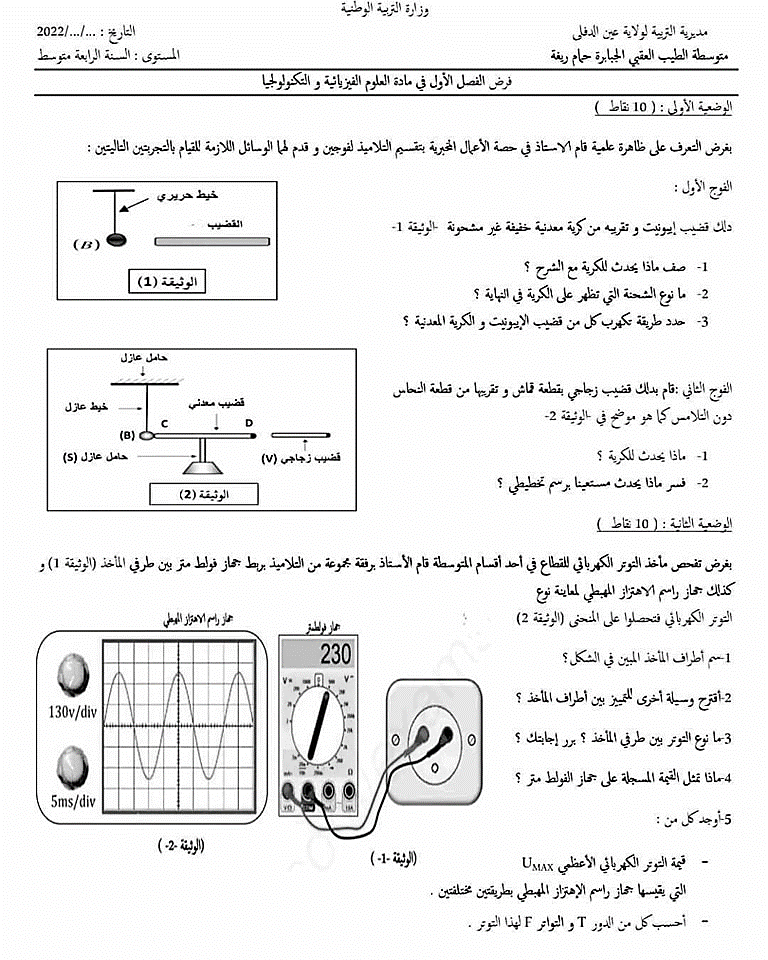 وزارة التربية الوطنية
مديرية التربية لولاية عين الدفلى
التاريخ : .../.../2022
متوسطة الطيب العقبي الجبابرة حمام ريغة
المستوى : السنة الرابعة متوسط
فرض الفصل الأول في مادة العلوم الفيزيائية و التكنولوجيا
الوضعية الأولى : ( 10 نقاط )
بغرض التعرف على ظاهرة علمية قام الاستاذ في حصة الأعمال المخبرية بتقسيم التلاميذ لفوجين و قدم لهما الوسائل اللازمة للقيام بالتجربتين التاليتين :
الفوج الأول :
دلك قضيب إيبونيت و تقريبه من كرية معدنية خفيفة غير مشحونة -الوثيقة 1-
1- صف ماذا يحدث للكرية مع الشرح ؟
2- ما نوع الشحنة التي تظهر على الكرية في النهاية ؟
3- حدد طريقة تكهرب كل من قضيب الإيبونيت و الكرية المعدنية ؟
خيط حريري
القضيب
(B)
الوثيقة (1)
الفوج الثاني :قام بدلك قضيب زجاجي بقطعة قماش و تقريبها من قطعة النحاس
دون التلامس كما هو موضح في -الوثيقة 2-
1- ماذا يحدث للكرية ؟
2- فسر ماذا يحدث مستعينا برسم تخطيطي ؟
حامل عازل
قضيب معدني
خيط عازل
C D
(B)
حامل عازل (S)
قضيب زجاجي (V)
الوثيقة (2)
الوضعية الثانية : ( 10 نقاط )
بغرض تفحص مأخذ التوتر الكهربائي للقطاع في أحد أقسام المتوسطة قام الأستاذ برفقة مجموعة من التلاميذ بربط جهاز فولط متر بين طرفي المأخذ (الوثيقة 1) و
كذلك جهاز راسم الاهتزاز المهبطي لمعاينة نوع
التوتر الكهربائي فتحصلوا على المنحنى (الوثيقة 2)
1-سم أطراف المأخذ المبين في الشكل؟
2-أقترح وسيلة أخرى للتمييز بين أطراف المأخذ ؟
3-ما نوع التوتر بين طرفي المأخذ ؟ برر إجابتك ؟
4-ماذا تمثل القيمة المسجلة على جهاز الفولط متر ؟
5-أوجد كل من :
– قيمة التوتر الكهربائي الأعظمي UMAX
التي يقيسها جهاز راسم الإهتزاز المهبطي بطريقتين مختلفتين .
– أحسب كل من الدور T و التواتر F لهذا التوتر .
جهاز راسم الاهتزاز المهبطي
130v/div
5ms/div
(الوثيقة -2- )
جهاز فولطمتر
230
V
V
Ω
(الوثيقة -1- )